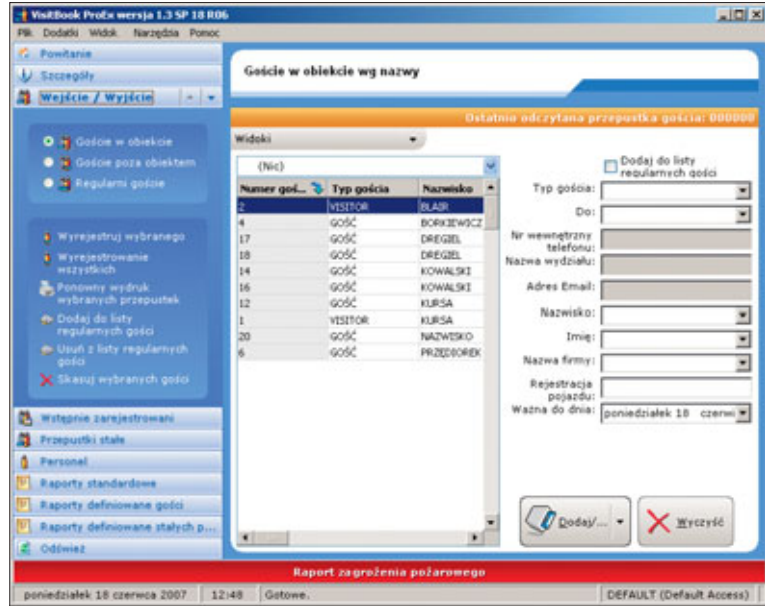 VisitBook ProEx wersja 1.3 SP 18 R06
Plik Dodatki Widok Narzędzia Pomoc
Powitanie
Szczegóły
Wejście / Wyjście
Goście w obiekcie
Goście poza obiektem
Regularni goście
Wyrejestruj wybranego
Wyrejestrowanie
wszystkich
Ponowny wydruk
wybranych przepustek
Dodaj do listy
regularnych gości
Usuń z listy regularnych
gości
Skasuj wybranych gości
Wstępnie zarejestrowani
Przepustki stałe
Personel
Raporty standardowe
Raporty definiowane gości
Raporty definiowane stałych p...
Odśwież
Goście w obiekcie wg nazwy
Ostatnio odczytana przepustka gościa: 000000
Widoki
(Nic)
Numer goś... Typ gościa Nazwisko
2 VISITOR BLAIR
4 GOŚĆ BORKIEWICZ
17 GOŚĆ DREGIEL
18 GOŚĆ DREGIEL
14 GOŚĆ KOWALSKI
16 GOŚĆ KOWALSKI
12 GOŚĆ KURSA
1 VISITOR KURSA
20 GOŚĆ NAZWISKO
6 GOŚĆ PRZĘDIOREK
Dodaj do listy
regularnych gości
Typ gościa:
Do:
Nr wewnętrzny
telefonu:
Nazwa wydziału:
Adres Email:
Nazwisko:
Imię:
Nazwa firmy:
Rejestracja
pojazdu:
Ważna do dnia: poniedziałek 18 czerwi
Dodaj/...
Wyczyść
Raport zagrożenia pożarowego
poniedziałek 18 czerwca 2007 12:48 Gotowe. DEFAULT (Default Access)